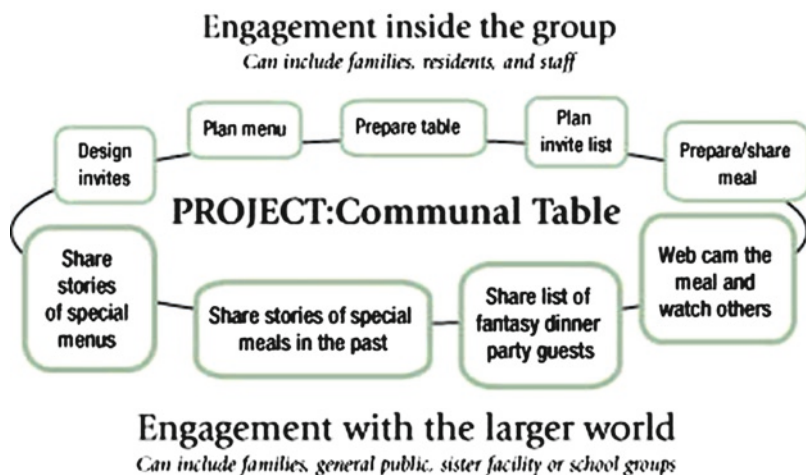 Engagement inside the group
Can include families, residents, and staff
Design
invites
Plan menu
Prepare table
Plan
invite list
Prepare/share
meal
PROJECT:Communal Table
Share
stories
of special
menus
Share stories of special
meals in the past
Share list of
fantasy dinner
party guests
Web cam the
meal and
watch others
Engagement with the larger world
Can include families, general public, sister facility or school groups